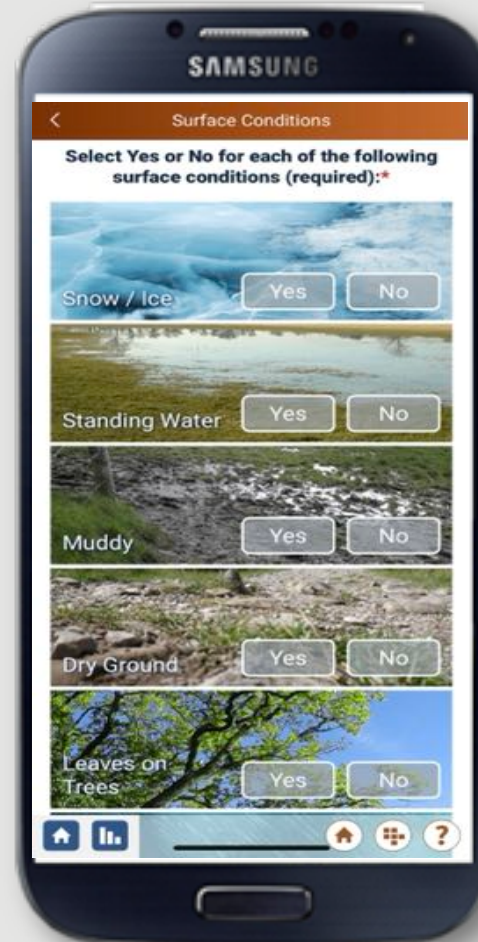 SAMSUNG
Surface Conditions
Select Yes or No for each of the following
surface conditions (required):*
Snow / Ice Yes No
Standing Water Yes No
Muddy Yes No
Dry Ground Yes No
Leaves on
Trees Yes No
?